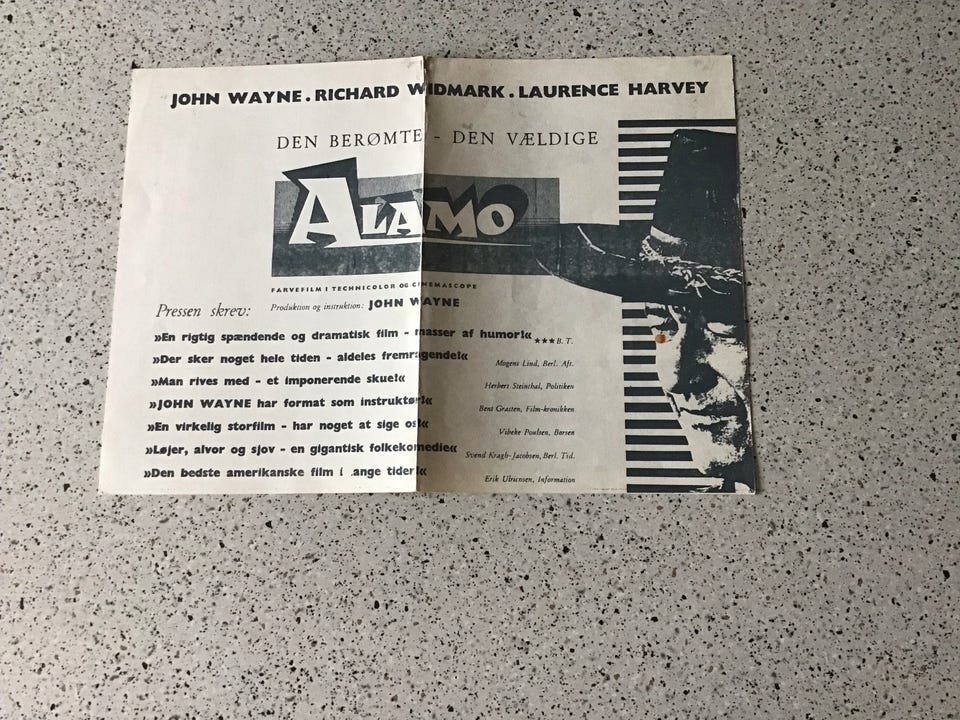 JOHN WAYNE . RICHARD WIDMARK . LAURENCE HARVEY
DEN BERØMTE - DEN VÆLDIGE
ALAMO
FARVEFILM I TECHNICOLOR OG CINEMASCOPE
Produktion og instruktion: JOHN WAYNE
Pressen skrev:
»En rigtig spændende og dramatisk film - masser af humor!« ★★★ B. T.
»Der sker noget hele tiden - aldeles fremragende!«
Mogens Lind, Berl. Aft.
»Man rives med - et imponerende skue!«
Herbert Steinthal, Politiken
»JOHN WAYNE har format som instruktør!«
Bent Grasten, Film-kronikken
»En virkelig storfilm - har noget at sige os!«
Vibeke Poulsen, Børsen
»Løjer, alvor og sjov - en gigantisk folkekomedie«
Svend Kragh-Jacobsen, Berl. Tid.
»Den bedste amerikanske film i lange tider!«
Erik Ulrichsen, Information